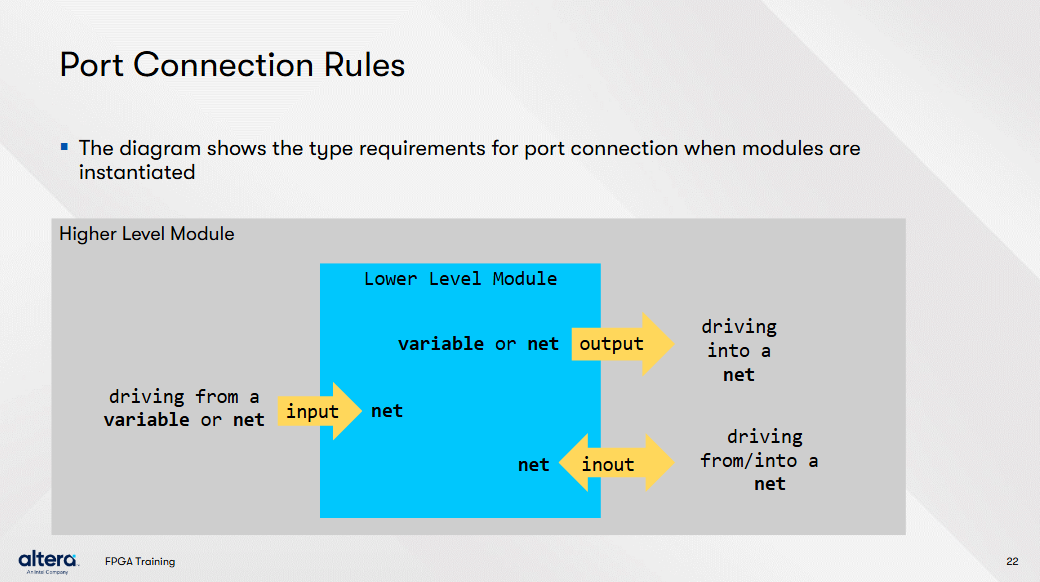 Port Connection Rules
The diagram shows the type requirements for port connection when modules are
instantiated
Higher Level Module
Lower Level Module
variable or net
output
driving
into a
net
driving from a
variable or net
input
net
net
inout
driving
from/into a
net
altera.
An Intel Company
FPGA Training
22